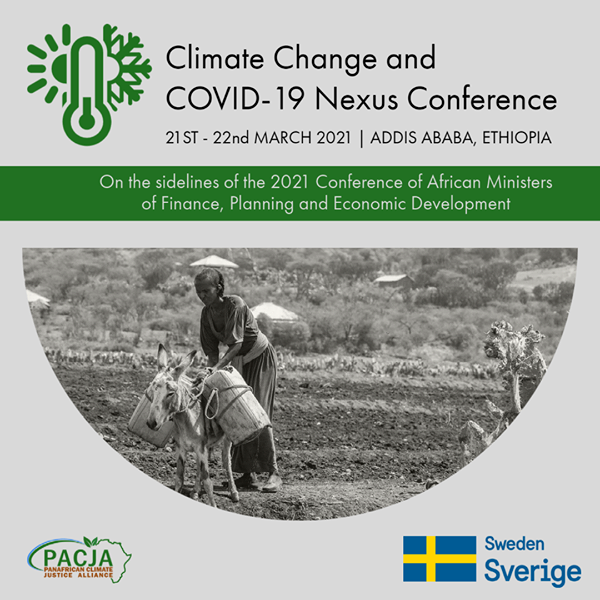 Climate Change and
COVID-19 Nexus Conference
21ST - 22nd MARCH 2021 | ADDIS ABABA, ETHIOPIA
On the sidelines of the 2021 Conference of African Ministers
of Finance, Planning and Economic Development
PACJA
PANAFRICAN CLIMATE
JUSTICE ALLIANCE
Sweden
Sverige